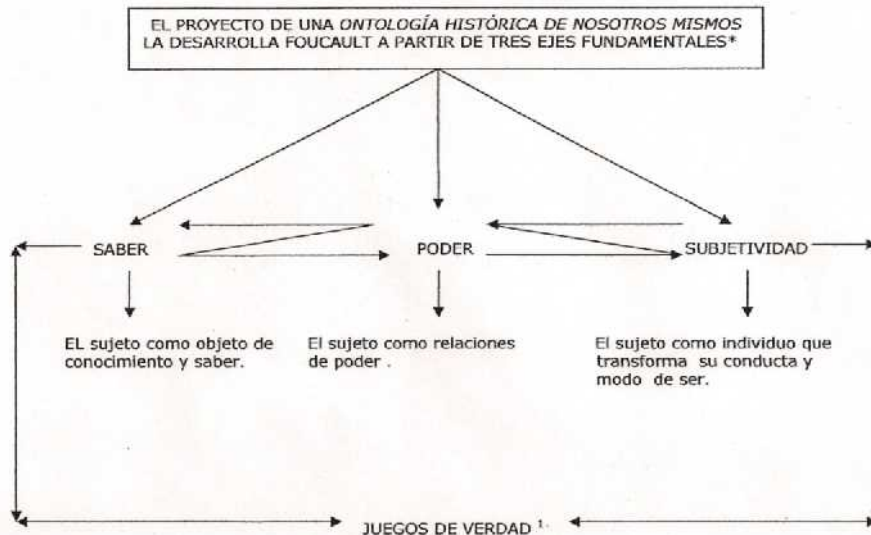 EL PROYECTO DE UNA ONTOLOGÍA HISTÓRICA DE NOSOTROS MISMOS
LA DESARROLLA FOUCAULT A PARTIR DE TRES EJES FUNDAMENTALES*
SABER
PODER
SUBJETIVIDAD
EL sujeto como objeto de
conocimiento y saber.
El sujeto como relaciones
de poder .
El sujeto como individuo que
transforma su conducta y
modo de ser.
JUEGOS DE VERDAD 1.